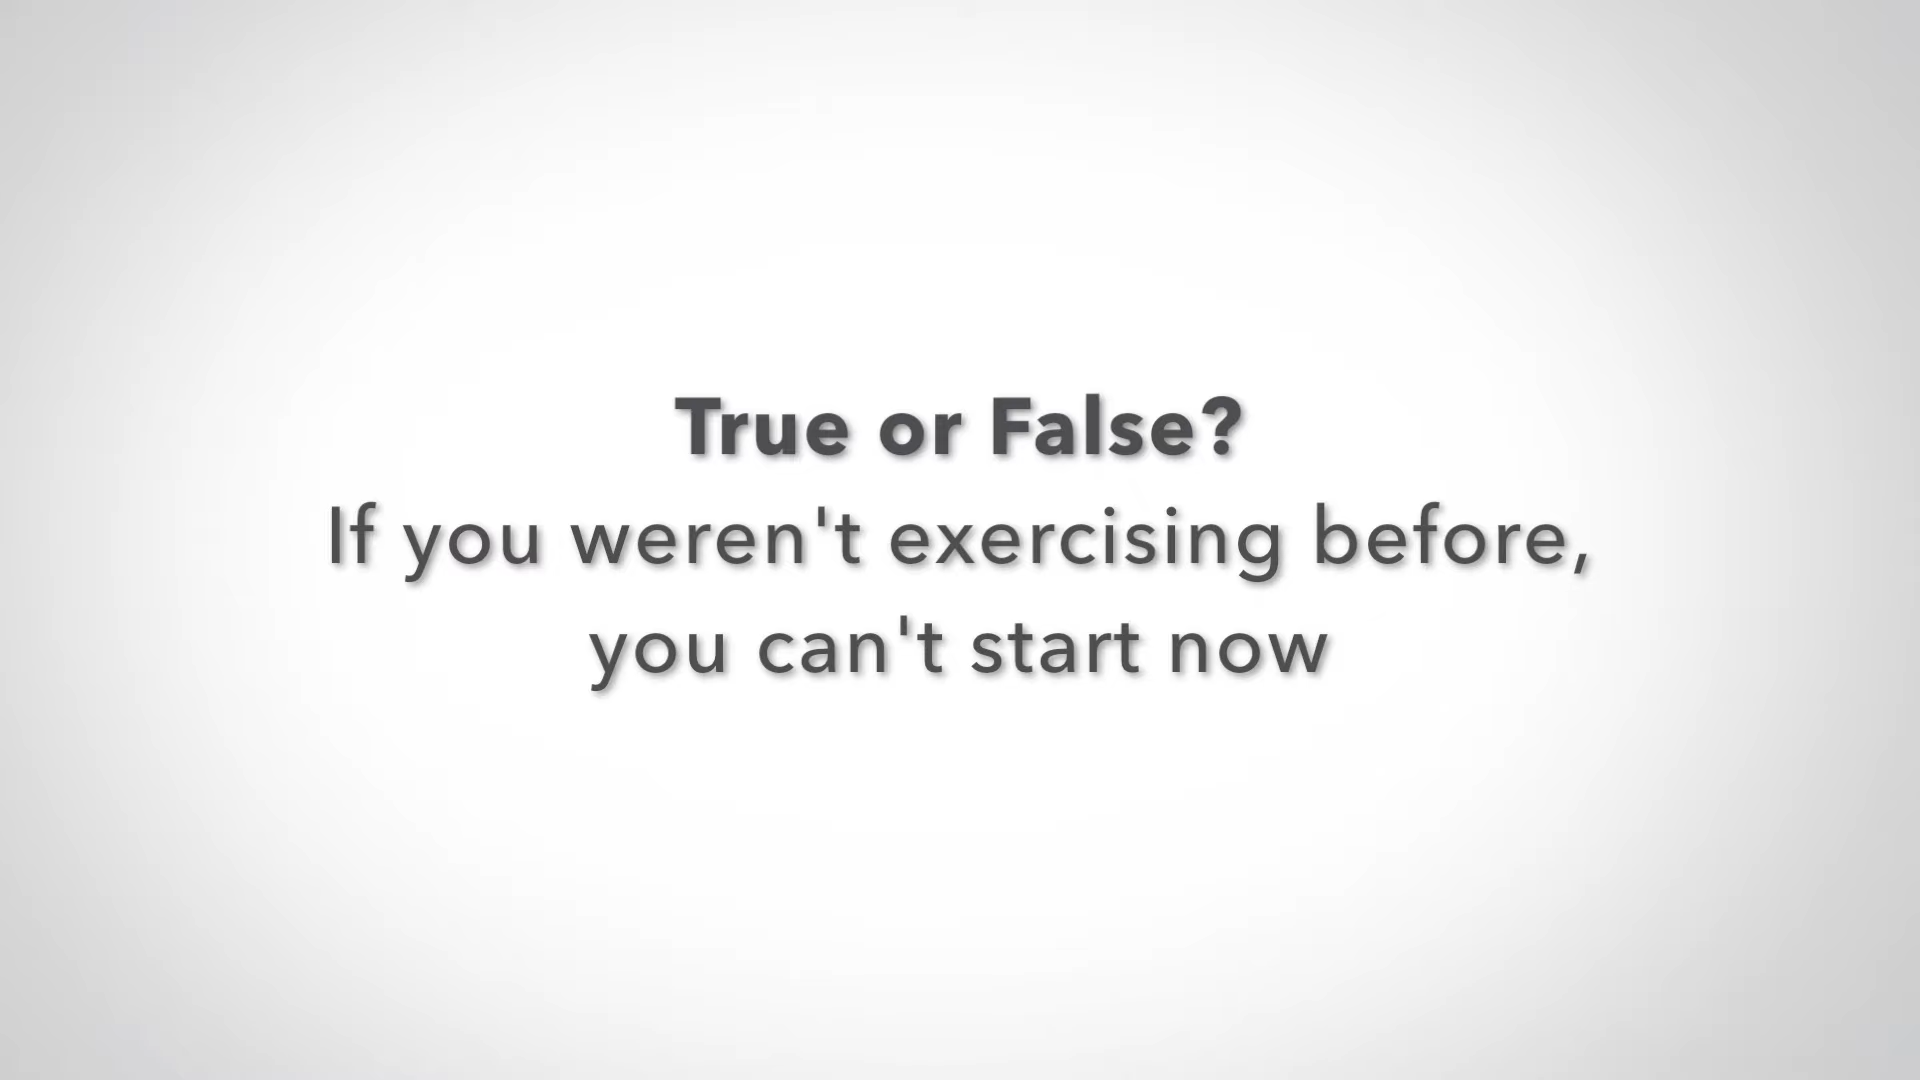 True or False?
If you weren't exercising before,
you can't start now